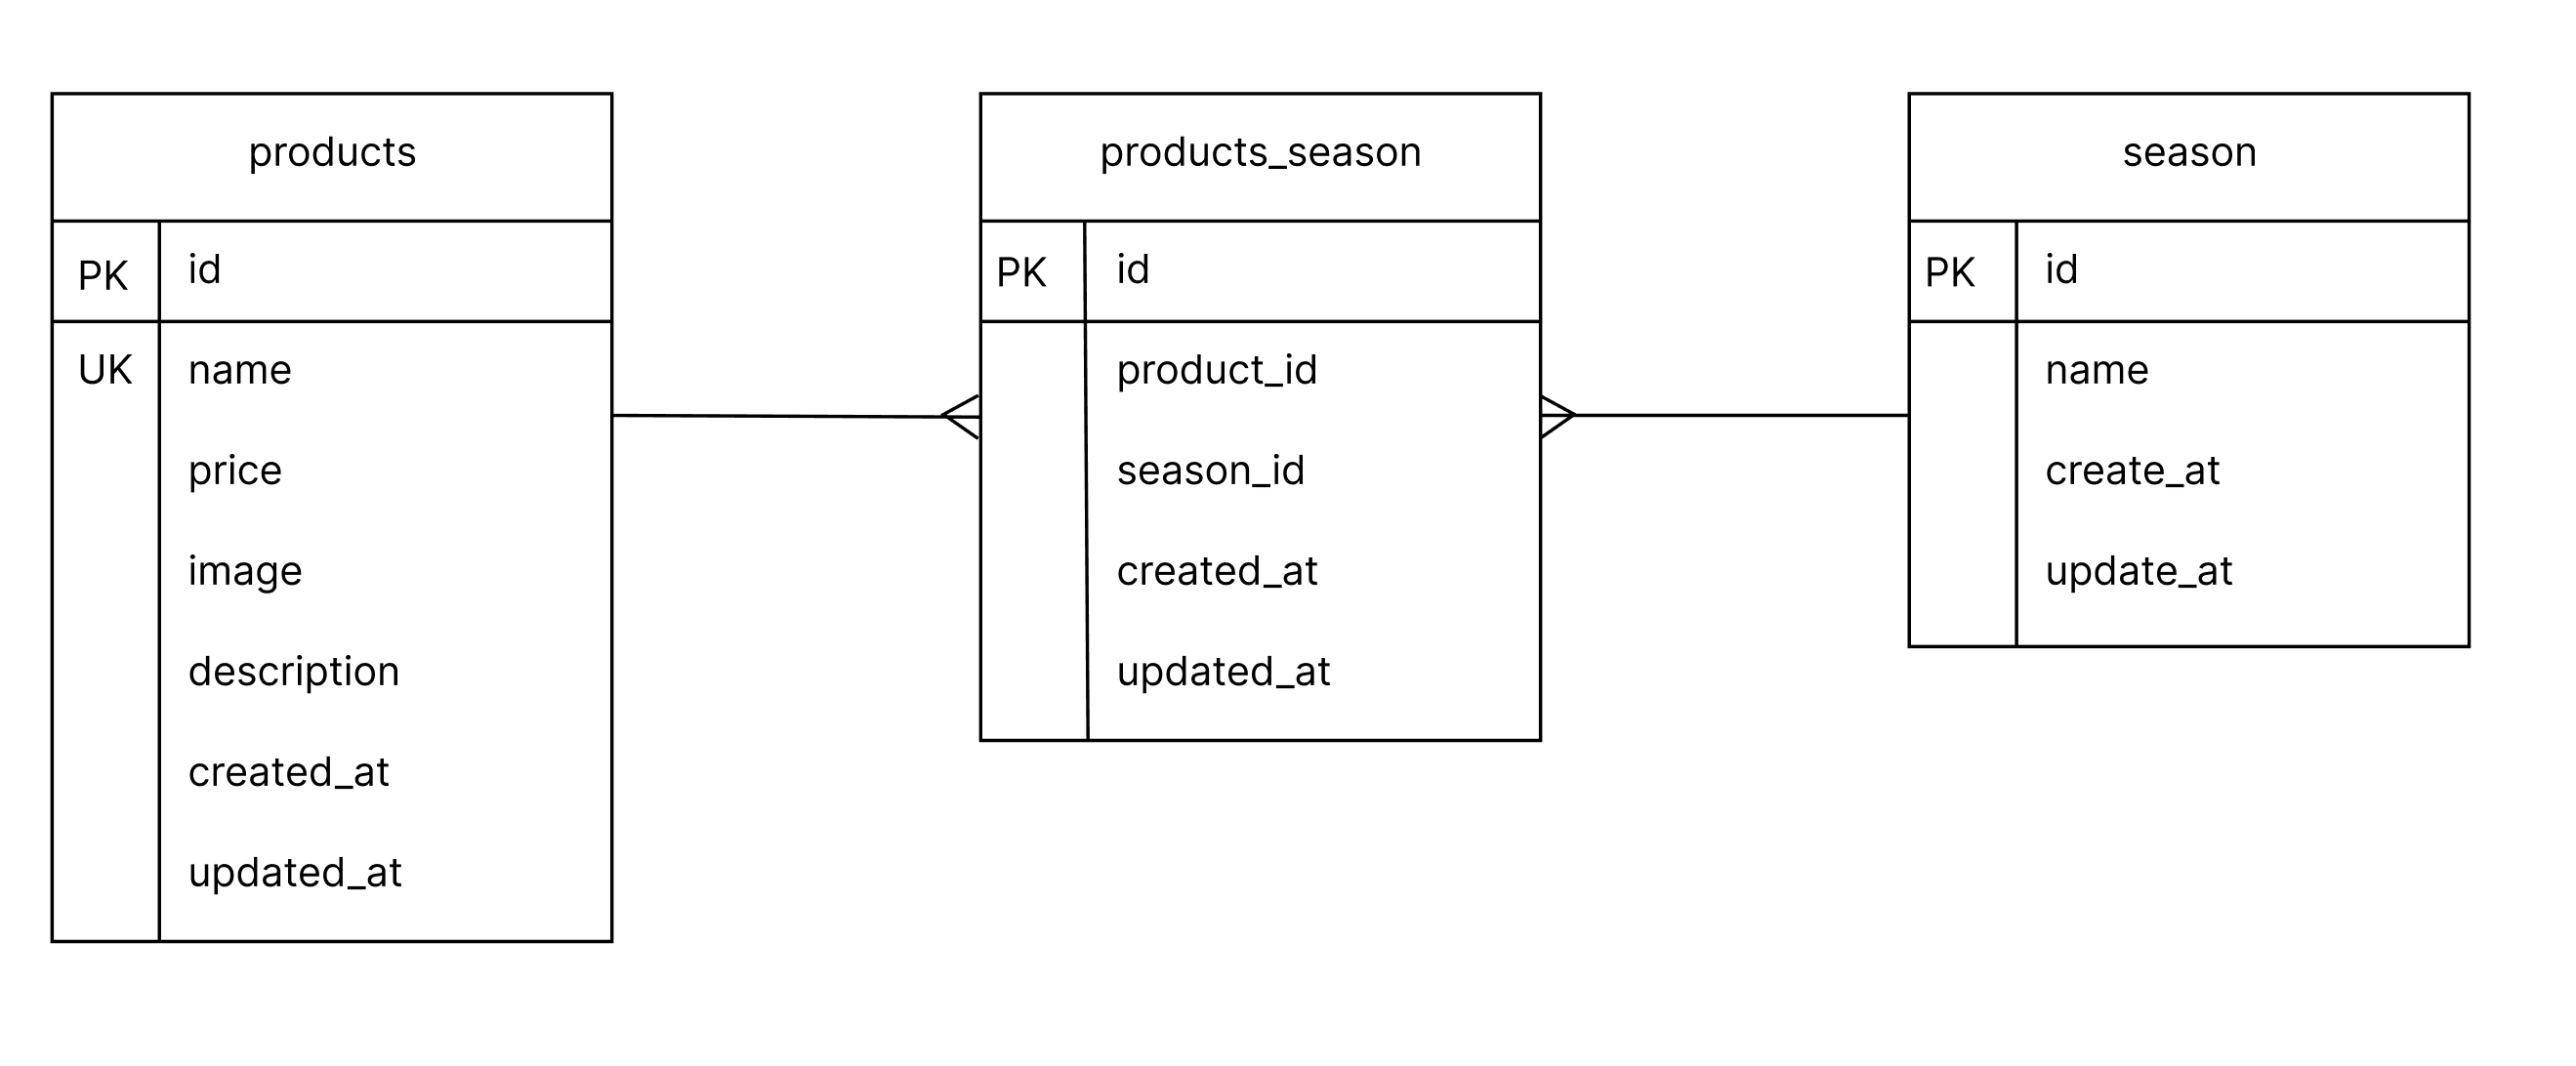 products
PK id
UK name
price
image
description
created_at
updated_at
products_season
PK id
product_id
season_id
created_at
updated_at
season
PK id
name
create_at
update_at